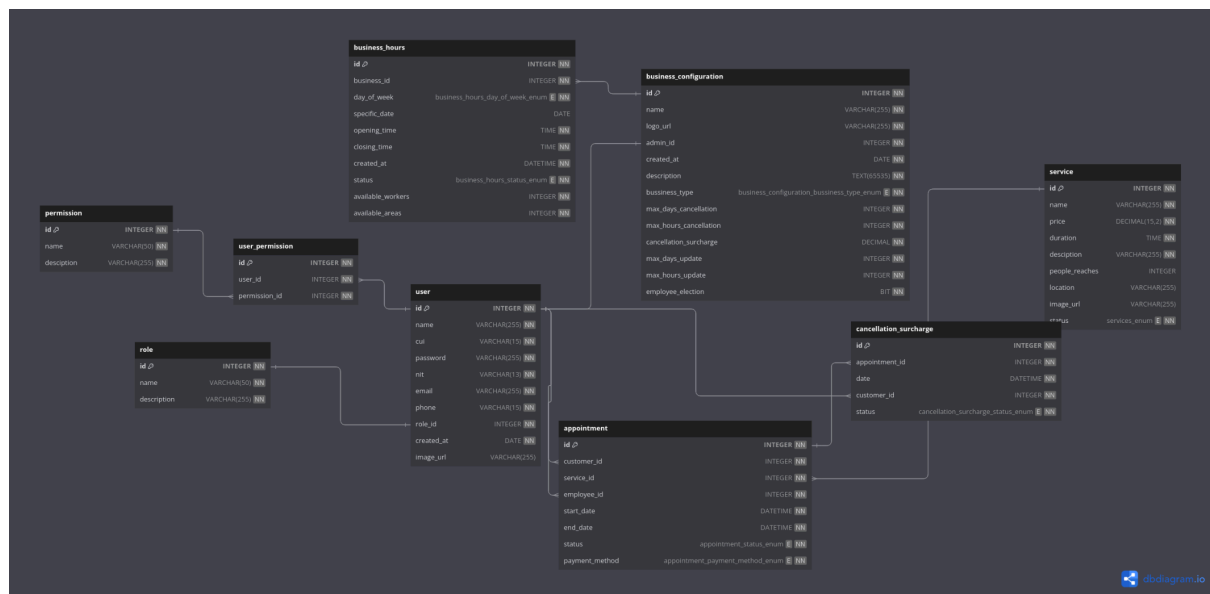 business_hours
id INTEGER NN
business_id INTEGER NN
day_of_week business_hours_day_of_week_enum E NN
specific_date DATE
opening_time TIME NN
closing_time TIME NN
created_at DATETIME NN
status business_hours_status_enum E NN
available_workers INTEGER NN
available_areas INTEGER NN
business_configuration
id INTEGER NN
name VARCHAR(255) NN
logo_url VARCHAR(255) NN
admin_id INTEGER NN
created_at DATE NN
description TEXT(65535) NN
bussiness_type business_configuration_bussiness_type_enum E NN
max_days_cancellation INTEGER NN
max_hours_cancellation INTEGER NN
cancellation_surcharge DECIMAL NN
max_days_update INTEGER NN
max_hours_update INTEGER NN
employee_election BIT NN
service
id INTEGER NN
name VARCHAR(255) NN
price DECIMAL(15,2) NN
duration TIME NN
desciption VARCHAR(255) NN
people_reaches INTEGER
location VARCHAR(255)
image_url VARCHAR(255)
status services_enum E NN
permission
id INTEGER NN
name VARCHAR(50) NN
desciption VARCHAR(255) NN
user_permission
id INTEGER NN
user_id INTEGER NN
permission_id INTEGER NN
user
id INTEGER NN
name VARCHAR(255) NN
cui VARCHAR(15) NN
password VARCHAR(255) NN
nit VARCHAR(13) NN
email VARCHAR(255) NN
phone VARCHAR(15) NN
role_id INTEGER NN
created_at DATE NN
image_url VARCHAR(255)
role
id INTEGER NN
name VARCHAR(50) NN
description VARCHAR(255) NN
cancellation_surcharge
id INTEGER NN
appointment_id INTEGER NN
date DATETIME NN
customer_id INTEGER NN
status cancellation_surcharge_status_enum E NN
appointment
id INTEGER NN
customer_id INTEGER NN
service_id INTEGER NN
employee_id INTEGER NN
start_date DATETIME NN
end_date DATETIME NN
status appointment_status_enum E NN
payment_method appointment_payment_method_enum E NN
dbdiagram.io